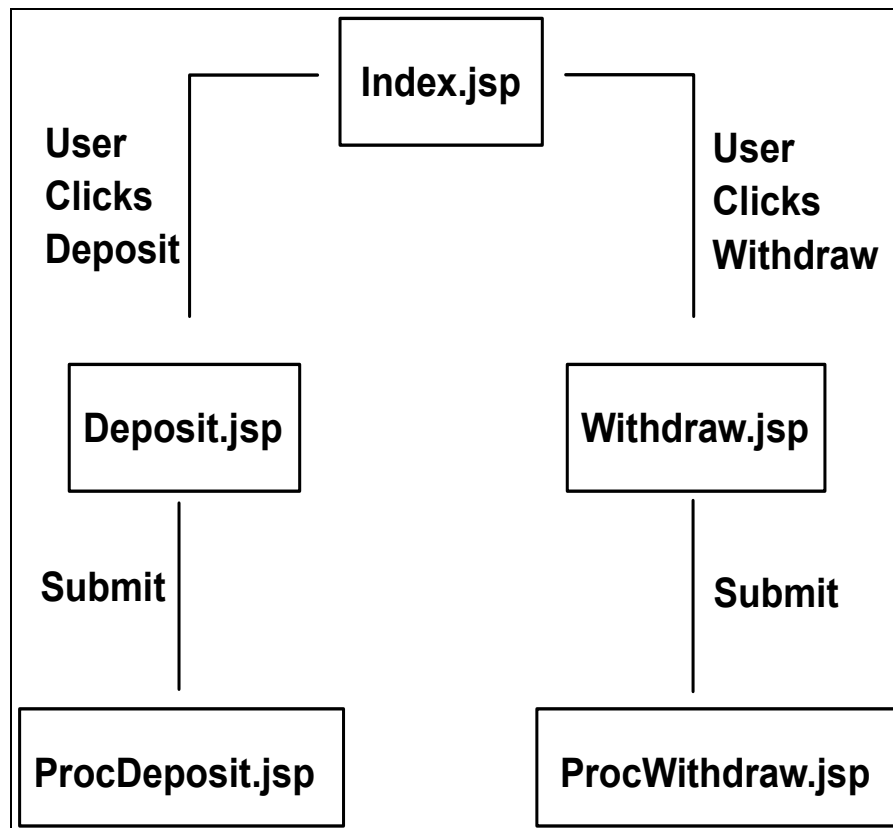 Index.jsp
User
Clicks
Deposit
User
Clicks
Withdraw
Deposit.jsp
Withdraw.jsp
Submit
Submit
ProcDeposit.jsp
ProcWithdraw.jsp